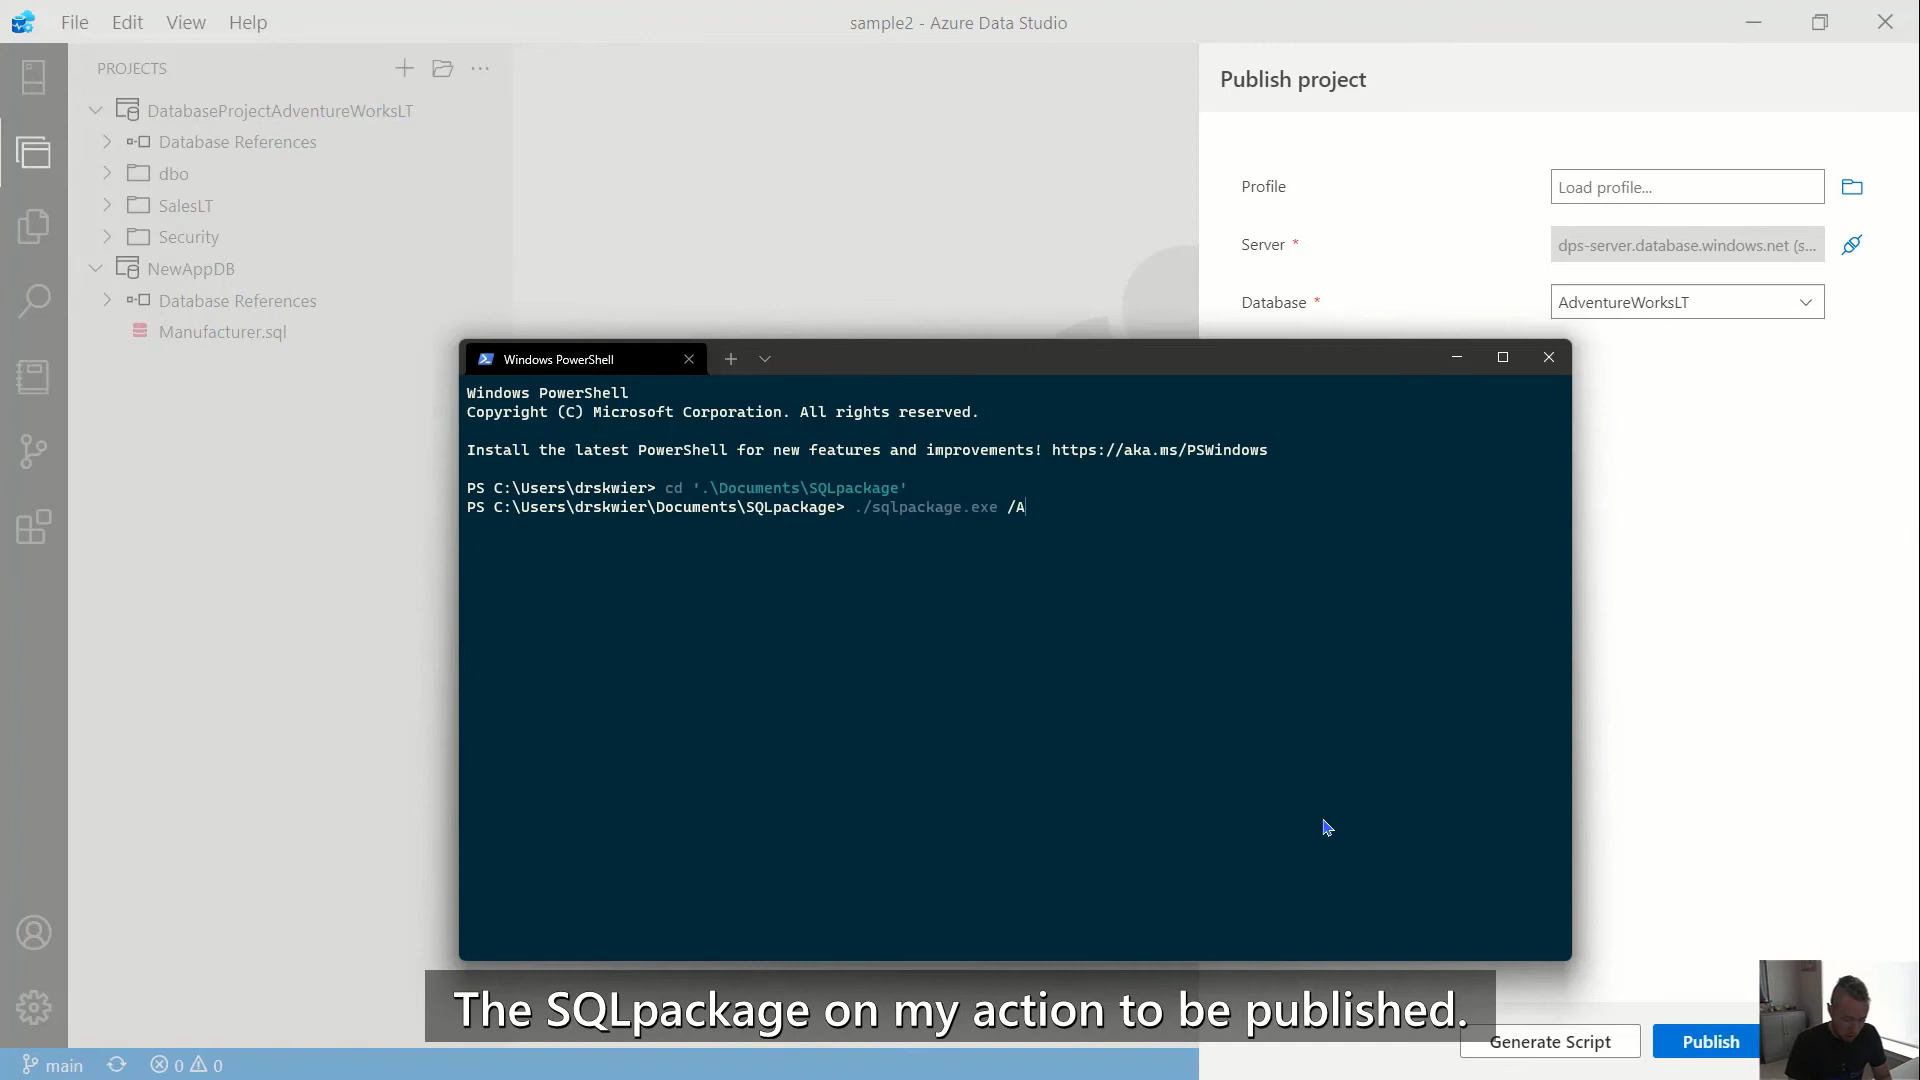 File Edit View Help
sample2 - Azure Data Studio
PROJECTS
DatabaseProjectAdventureWorksLT
Database References
dbo
SalesLT
Security
NewAppDB
Database References
Manufacturer.sql
Publish project
Profile
Load profile...
Server *
dps-server.database.windows.net (s...
Database *
AdventureWorksLT
Windows PowerShell
Windows PowerShell
Copyright (C) Microsoft Corporation. All rights reserved.
Install the latest PowerShell for new features and improvements! https://aka.ms/PSWindows
PS C:\Users\drskwier> cd '.\Documents\SQLpackage'
PS C:\Users\drskwier\Documents\SQLpackage> ./sqlpackage.exe /A
The SQLpackage on my action to be published.
Generate Script
Publish
main
0 0